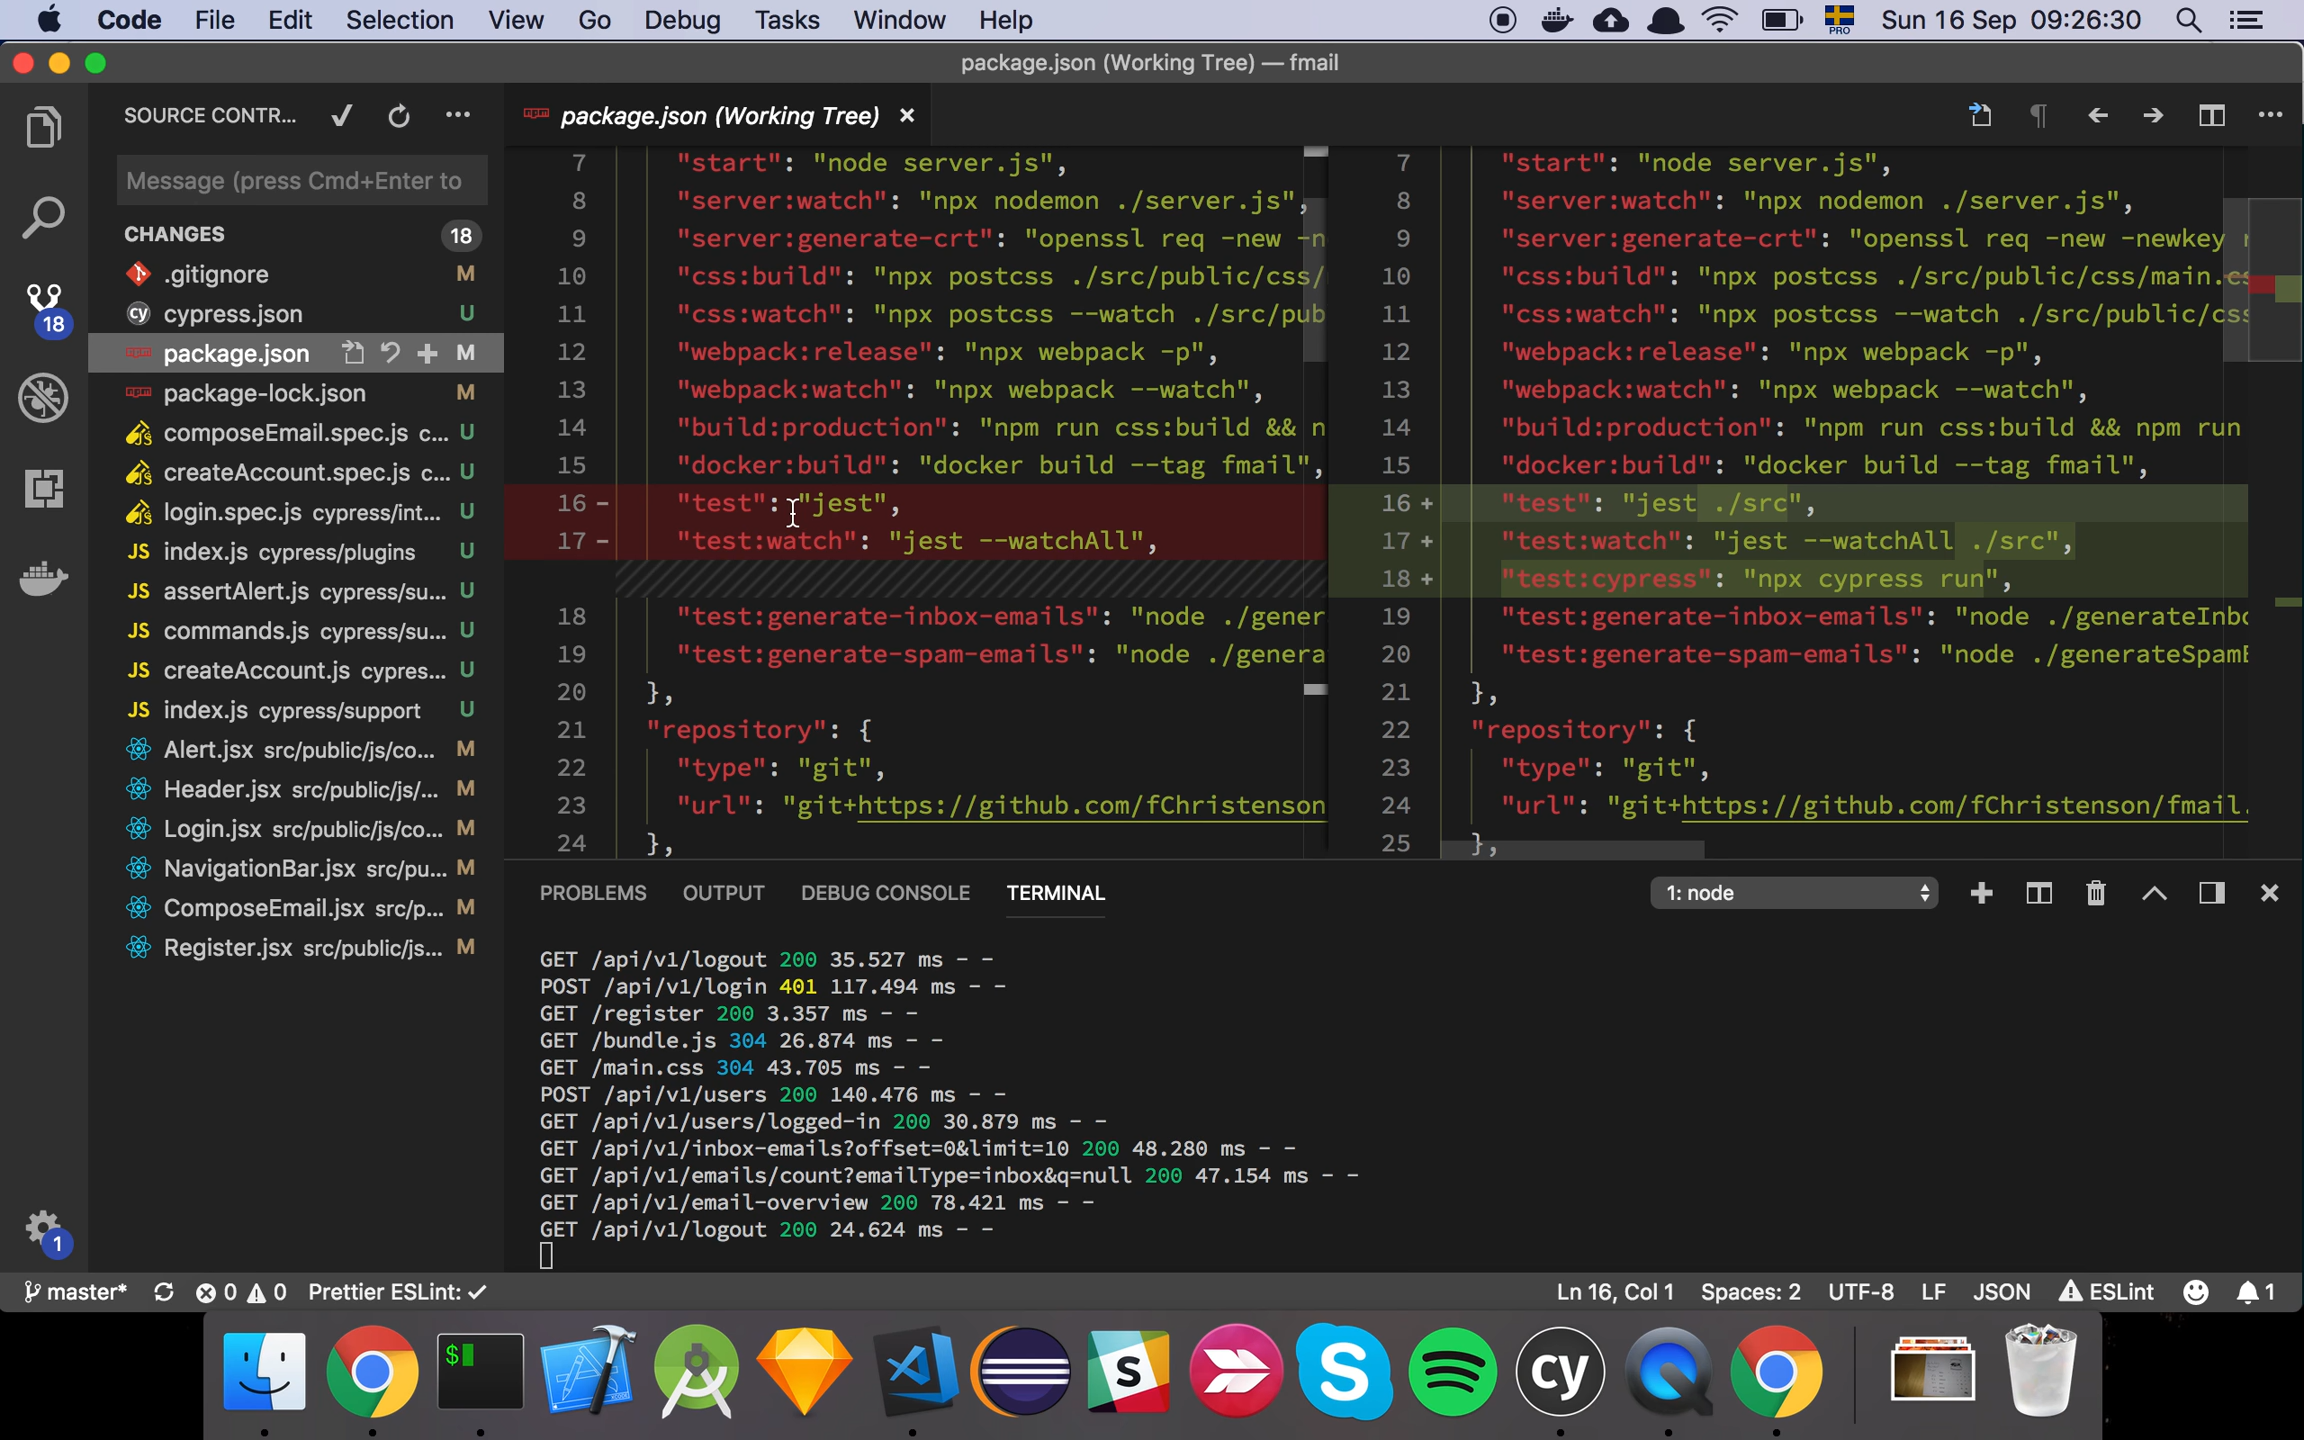 Code File Edit Selection View Go Debug Tasks Window Help PRO Sun 16 Sep 09:26:30
package.json (Working Tree) — fmail
SOURCE CONTR... ✓ ···
Message (press Cmd+Enter to
CHANGES 18
.gitignore M
cypress.json U
package.json M
package-lock.json M
composeEmail.spec.js c... U
createAccount.spec.js c... U
login.spec.js cypress/int... U
JS index.js cypress/plugins U
JS assertAlert.js cypress/su... U
JS commands.js cypress/su... U
JS createAccount.js cypres... U
JS index.js cypress/support U
Alert.jsx src/public/js/co... M
Header.jsx src/public/js/... M
Login.jsx src/public/js/co... M
NavigationBar.jsx src/pu... M
ComposeEmail.jsx src/p... M
Register.jsx src/public/js... M
18
1
package.json (Working Tree) ×
7 "start": "node server.js",
8 "server:watch": "npx nodemon ./server.js",
9 "server:generate-crt": "openssl req -new -n
10 "css:build": "npx postcss ./src/public/css/
11 "css:watch": "npx postcss --watch ./src/pub
12 "webpack:release": "npx webpack -p",
13 "webpack:watch": "npx webpack --watch",
14 "build:production": "npm run css:build && n
15 "docker:build": "docker build --tag fmail",
16 - "test": "jest",
17 - "test:watch": "jest --watchAll",
18 "test:generate-inbox-emails": "node ./gener
19 "test:generate-spam-emails": "node ./genera
20 },
21 "repository": {
22 "type": "git",
23 "url": "git+https://github.com/fChristenson
24 },
7 "start": "node server.js",
8 "server:watch": "npx nodemon ./server.js",
9 "server:generate-crt": "openssl req -new -newkey r
10 "css:build": "npx postcss ./src/public/css/main.cs
11 "css:watch": "npx postcss --watch ./src/public/css
12 "webpack:release": "npx webpack -p",
13 "webpack:watch": "npx webpack --watch",
14 "build:production": "npm run css:build && npm run
15 "docker:build": "docker build --tag fmail",
16 + "test": "jest ./src",
17 + "test:watch": "jest --watchAll ./src",
18 + "test:cypress": "npx cypress run",
19 "test:generate-inbox-emails": "node ./generateInbo
20 "test:generate-spam-emails": "node ./generateSpamE
21 },
22 "repository": {
23 "type": "git",
24 "url": "git+https://github.com/fChristenson/fmail.
25 },
PROBLEMS OUTPUT DEBUG CONSOLE TERMINAL 1: node
GET /api/v1/logout 200 35.527 ms - -
POST /api/v1/login 401 117.494 ms - -
GET /register 200 3.357 ms - -
GET /bundle.js 304 26.874 ms - -
GET /main.css 304 43.705 ms - -
POST /api/v1/users 200 140.476 ms - -
GET /api/v1/users/logged-in 200 30.879 ms - -
GET /api/v1/inbox-emails?offset=0&limit=10 200 48.280 ms - -
GET /api/v1/emails/count?emailType=inbox&q=null 200 47.154 ms - -
GET /api/v1/email-overview 200 78.421 ms - -
GET /api/v1/logout 200 24.624 ms - -
master* 0 0 Prettier ESLint: ✓ Ln 16, Col 1 Spaces: 2 UTF-8 LF JSON ESLint 1
$ S S cy